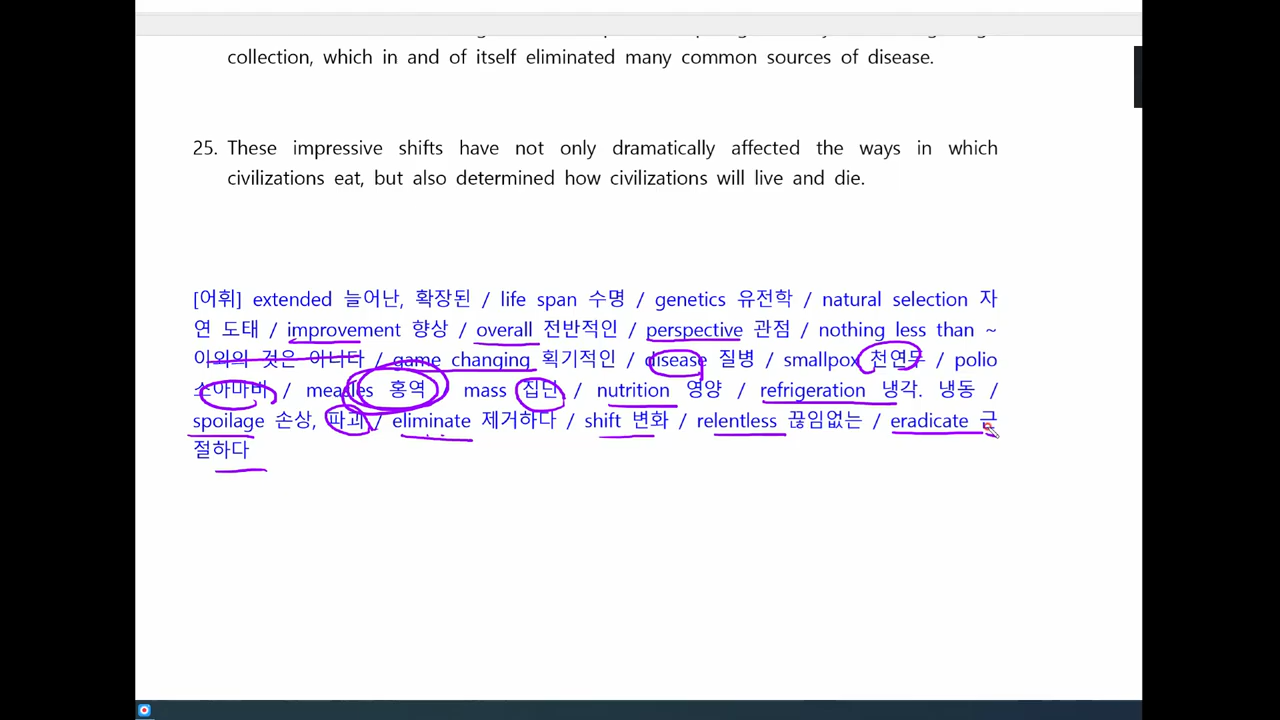 collection, which in and of itself eliminated many common sources of disease.
25. These impressive shifts have not only dramatically affected the ways in which
civilizations eat, but also determined how civilizations will live and die.
[어휘] extended 늘어난, 확장된 / life span 수명 / genetics 유전학 / natural selection 자
연 도태 / improvement 향상 / overall 전반적인 / perspective 관점 / nothing less than ~
이외의 것은 아니다 / game changing 획기적인 / disease 질병 / smallpox 천연두 / polio
소아마비 / measles 홍역 mass 집단 / nutrition 영양 / refrigeration 냉각. 냉동 /
spoilage 손상, 파괴 / eliminate 제거하다 / shift 변화 / relentless 끊임없는 / eradicate 근
절하다